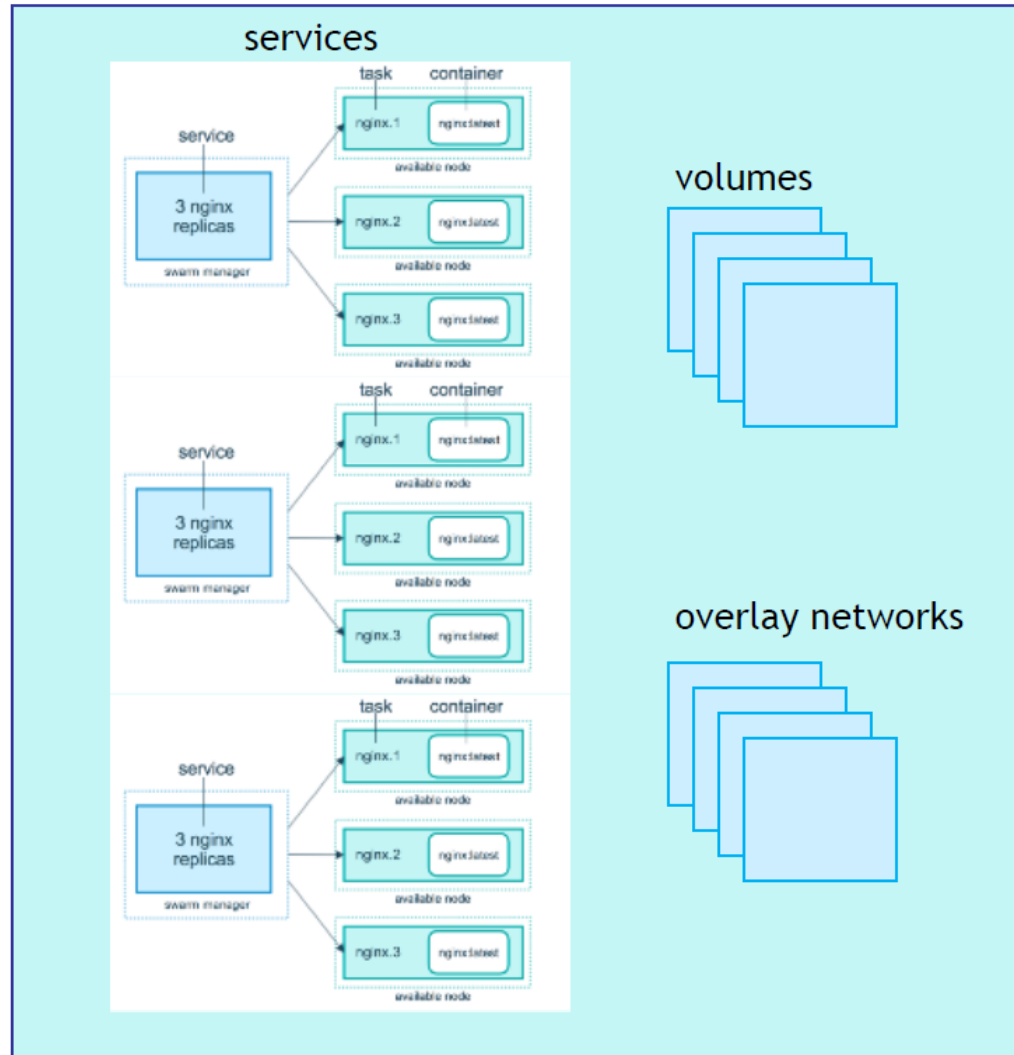 services
task container
service
nginx.1 nginx:latest
available node
3 nginx
replicas
swarm manager
nginx.2 nginx:latest
available node
nginx.3 nginx:latest
available node
task container
service
nginx.1 nginx:latest
available node
3 nginx
replicas
swarm manager
nginx.2 nginx:latest
available node
nginx.3 nginx:latest
available node
task container
service
nginx.1 nginx:latest
available node
3 nginx
replicas
swarm manager
nginx.2 nginx:latest
available node
nginx.3 nginx:latest
available node
volumes
overlay networks